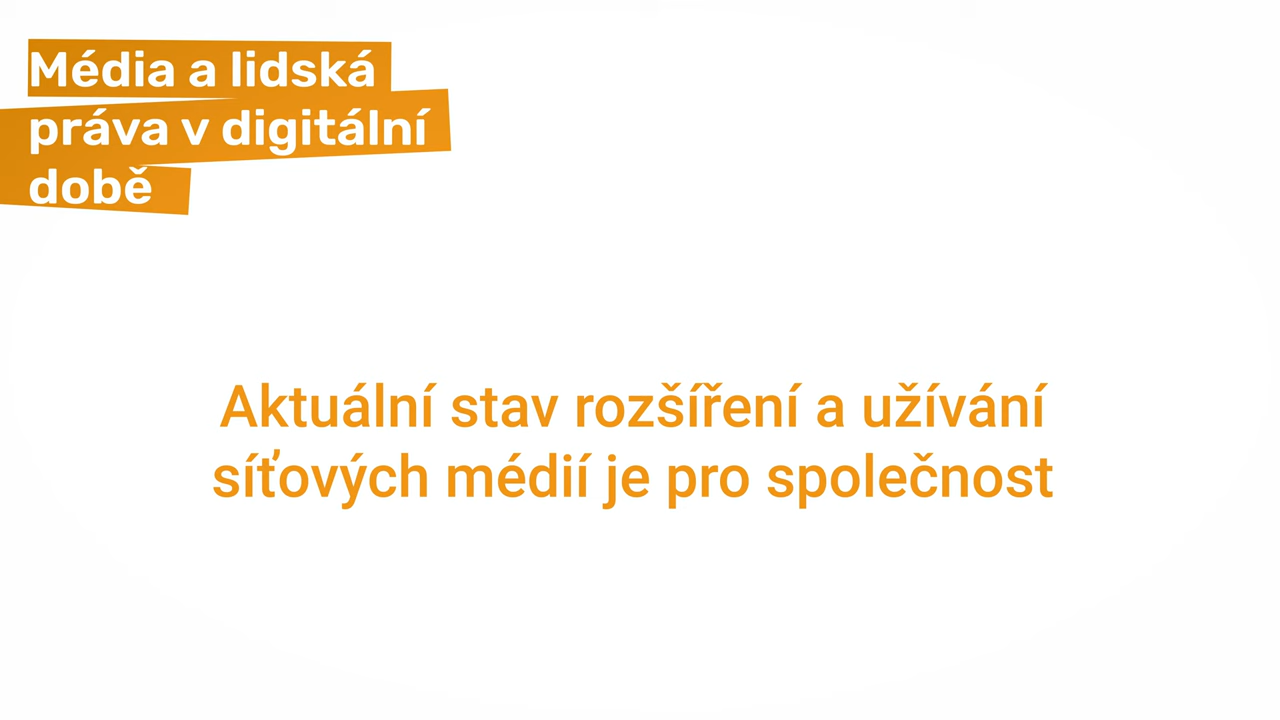 Média a lidská
práva v digitální
době
Aktuální stav rozšíření a užívání
síťových médií je pro společnost